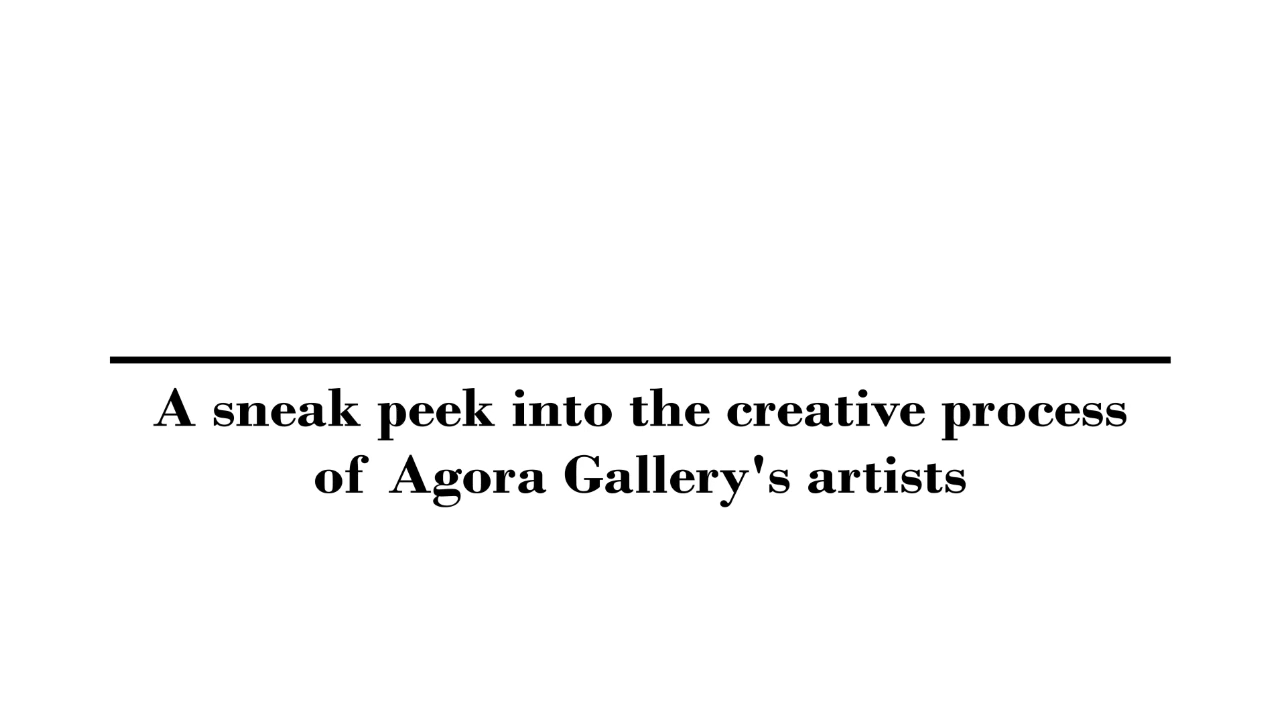 A sneak peek into the creative process
of Agora Gallery's artists